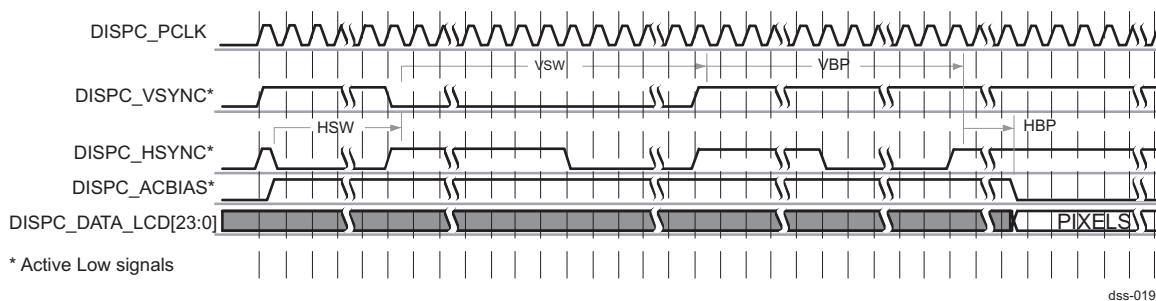 DISPC_PCLK
VSW
VBP
DISPC_VSYNC*
HSW
HBP
DISPC_HSYNC*
DISPC_ACBIAS*
DISPC_DATA_LCD[23:0]
PIXELS
* Active Low signals
dss-019